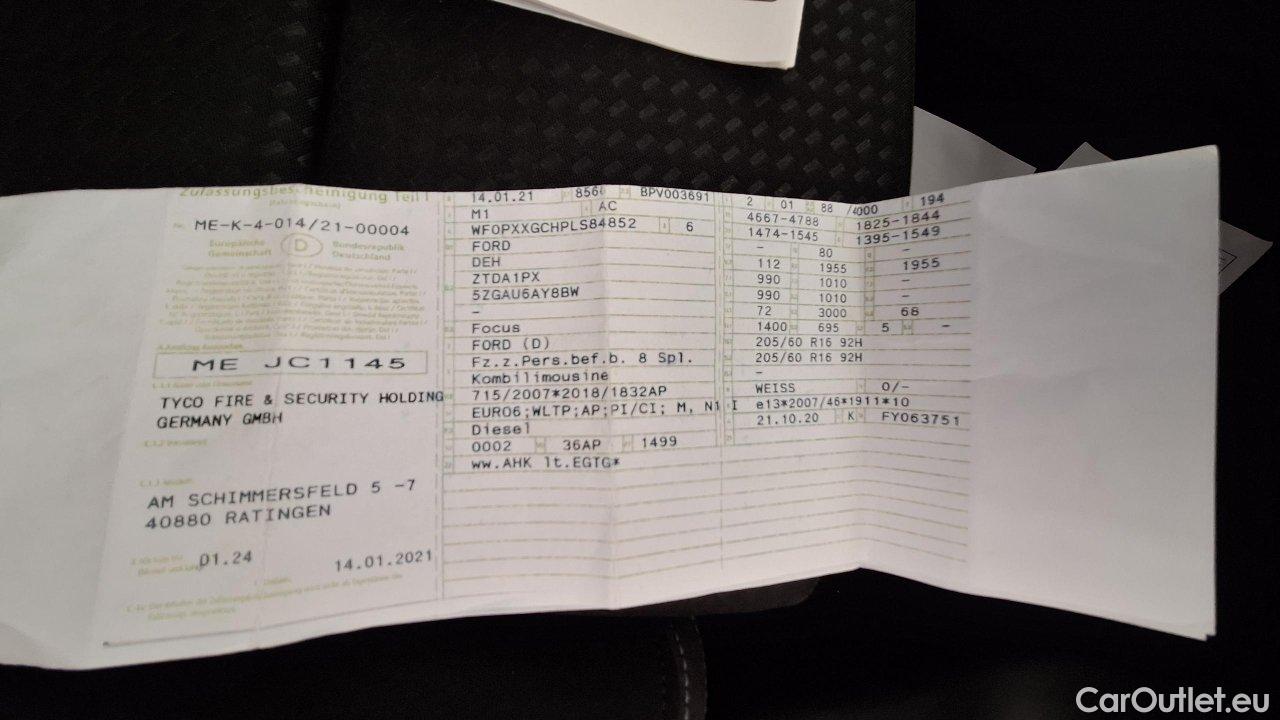 Zulassungsbescheinigung Teil I
Nr. ME-K-4-014/21-00004
Europäische Gemeinschaft
D
Bundesrepublik Deutschland
ME JC1145
TYCO FIRE & SECURITY HOLDING
GERMANY GMBH
AM SCHIMMERSFELD 5 -7
40880 RATINGEN
01.24
14.01.2021
14.01.21 8566 BPV003691
M1 AC
WF0PXXGCHPLS84852 6
FORD
DEH
ZTDA1PX
5ZGAU6AY8BW
-
Focus
FORD (D)
Fz.z.Pers.bef.b. 8 Spl.
Kombilimousine
715/2007*2018/1832AP
EURO6;WLTP;AP;PI/CI; M, N1 I
Diesel
0002 36AP 1499
ww.AHK lt.EGTG*
2 01 88 /4000 194
4667-4788 1825-1844
1474-1545 1395-1549
- 80 -
112 1955 1955
990 1010 -
990 1010 -
72 3000 68
1400 695 5 -
205/60 R16 92H
205/60 R16 92H
-
WEISS 0/-
e13*2007/46*1911*10
21.10.20 K FY063751
CarOutlet.eu